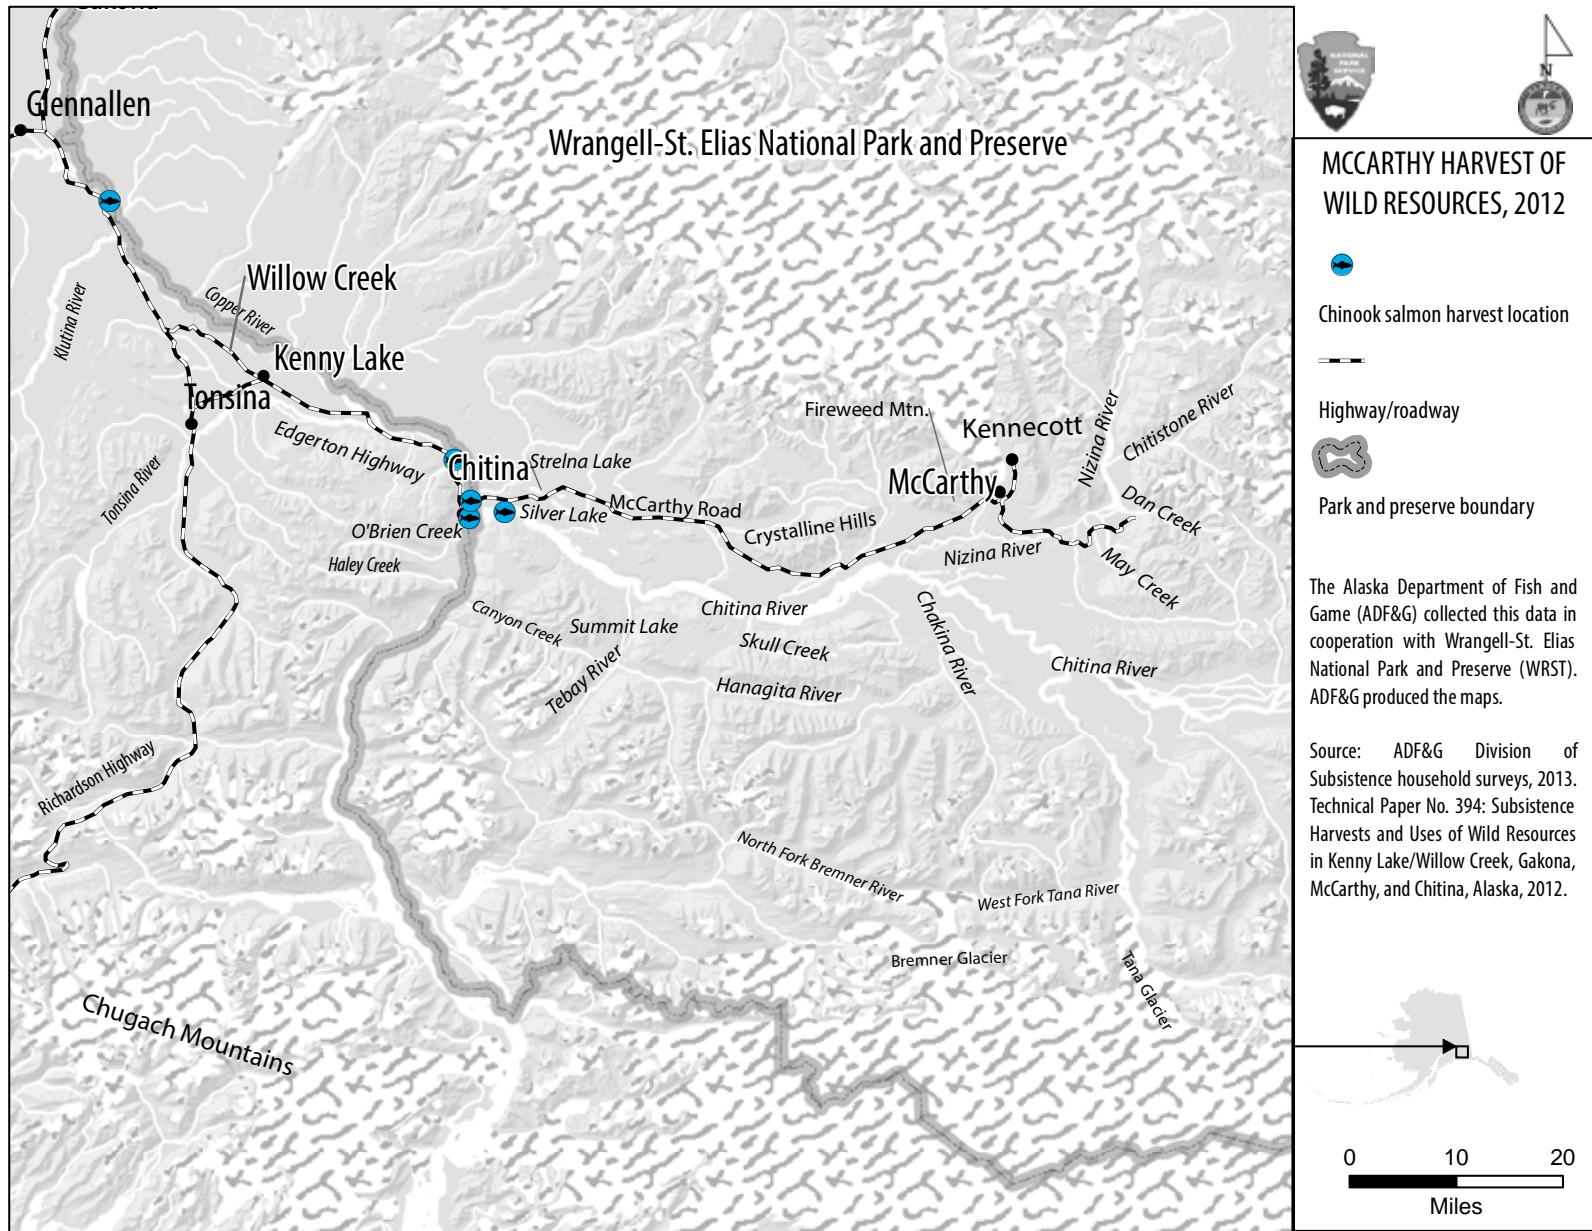 Glennallen
Wrangell-St. Elias National Park and Preserve
Willow Creek
Copper River
Klutina River
Kenny Lake
Tonsina
Edgerton Highway
Tonsina River
Chitina
Strelna Lake
Silver Lake
McCarthy Road
O'Brien Creek
Haley Creek
Fireweed Mtn.
Kennecott
McCarthy
Nizina River
Chitistone River
Dan Creek
May Creek
Crystalline Hills
Nizina River
Chitina River
Canyon Creek
Summit Lake
Tebay River
Skull Creek
Hanagita River
Chakina River
Chitina River
Richardson Highway
North Fork Bremner River
West Fork Tana River
Bremner Glacier
Tana Glacier
Chugach Mountains
NATIONAL
PARK
SERVICE
N
MCCARTHY HARVEST OF
WILD RESOURCES, 2012
Chinook salmon harvest location
Highway/roadway
Park and preserve boundary
The Alaska Department of Fish and
Game (ADF&G) collected this data in
cooperation with Wrangell-St. Elias
National Park and Preserve (WRST).
ADF&G produced the maps.
Source: ADF&G Division of
Subsistence household surveys, 2013.
Technical Paper No. 394: Subsistence
Harvests and Uses of Wild Resources
in Kenny Lake/Willow Creek, Gakona,
McCarthy, and Chitina, Alaska, 2012.
0 10 20
Miles